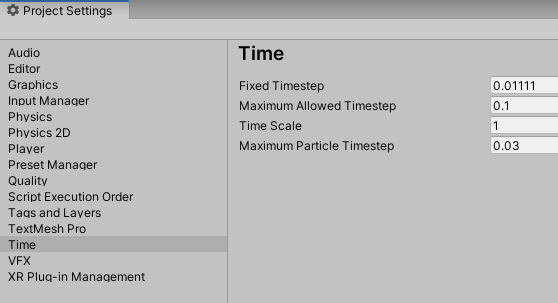 Project Settings
Time
Audio
Editor
Graphics
Input Manager
Physics
Physics 2D
Player
Preset Manager
Quality
Script Execution Order
Tags and Layers
TextMesh Pro
Time
VFX
XR Plug-in Management
Fixed Timestep 0.01111
Maximum Allowed Timestep 0.1
Time Scale 1
Maximum Particle Timestep 0.03